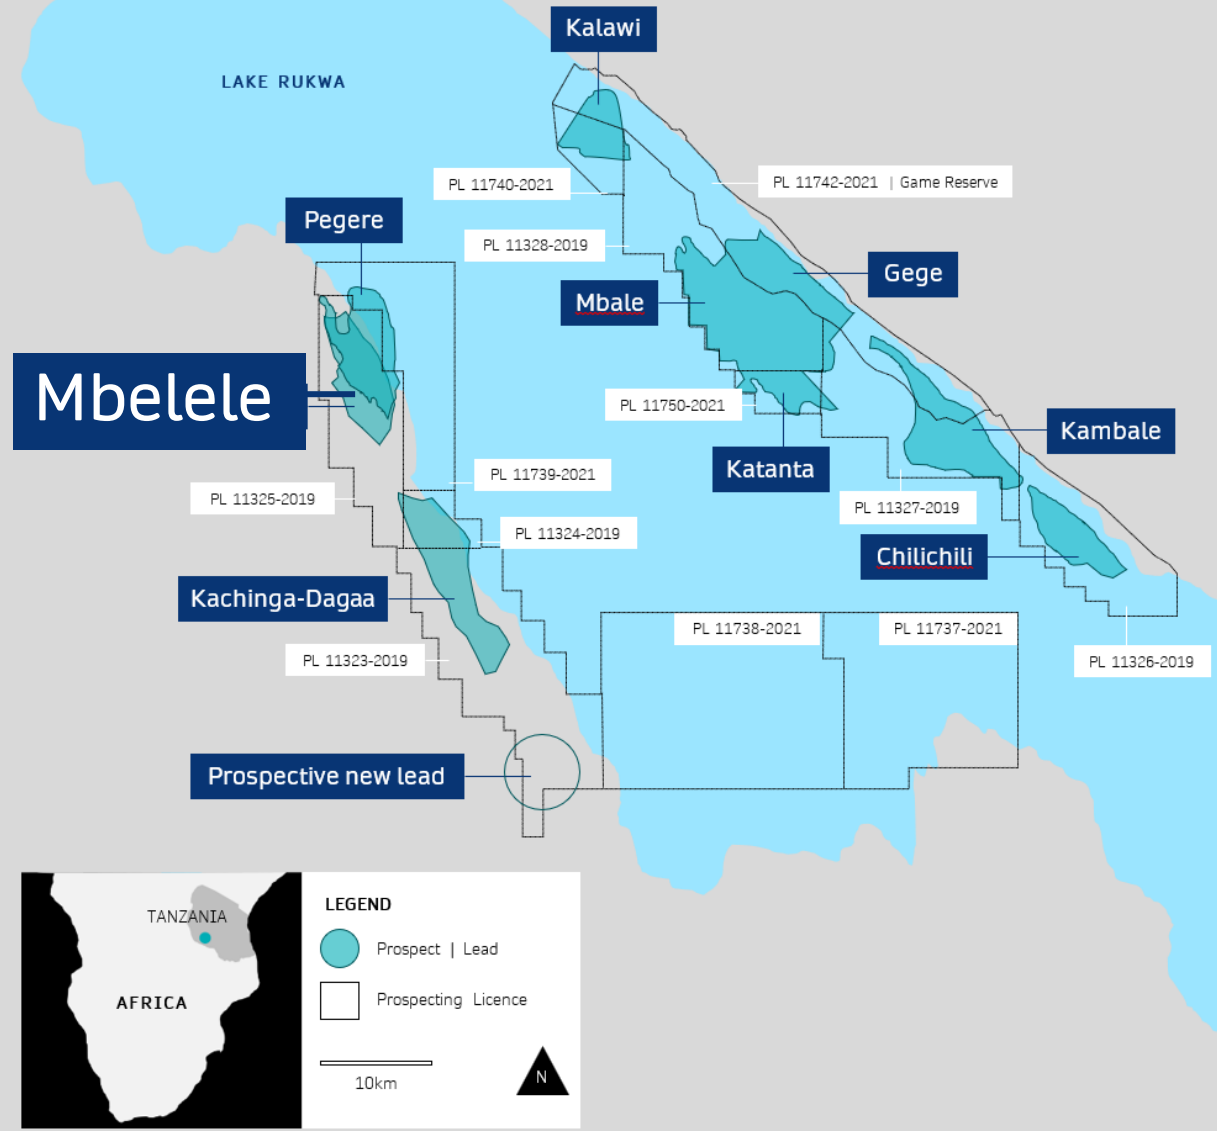 Kalawi
LAKE RUKWA
PL 11740-2021
PL 11742-2021 | Game Reserve
Pegere
PL 11328-2019
Gege
Mbale
Mbelele
PL 11750-2021
Kambale
Katanta
PL 11739-2021
PL 11325-2019
PL 11327-2019
PL 11324-2019
Chilichili
Kachinga-Dagaa
PL 11738-2021
PL 11737-2021
PL 11323-2019
PL 11326-2019
Prospective new lead
TANZANIA
AFRICA
LEGEND
Prospect | Lead
Prospecting Licence
10km
N